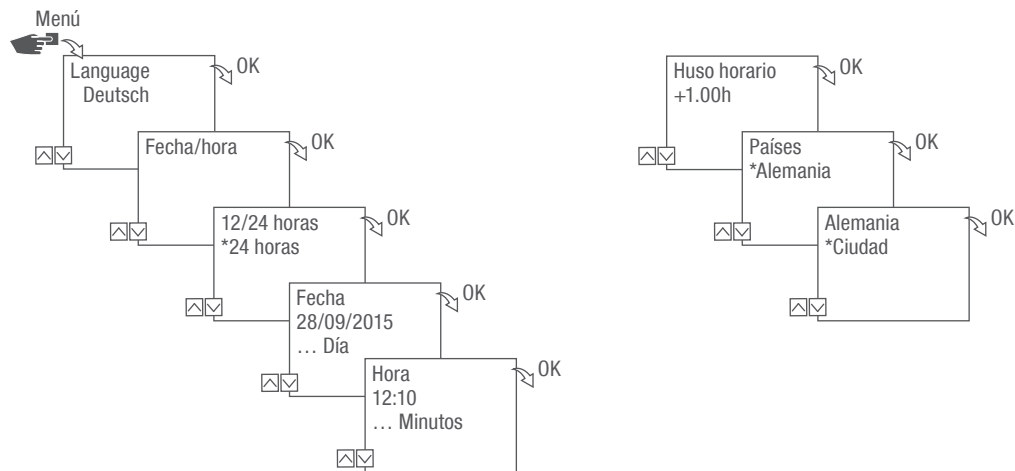 Menú
Language
Deutsch
OK
Fecha/hora
OK
12/24 horas
*24 horas
OK
Fecha
28/09/2015
… Día
OK
Hora
12:10
… Minutos
OK
Huso horario
+1.00h
OK
Países
*Alemania
OK
Alemania
*Ciudad
OK